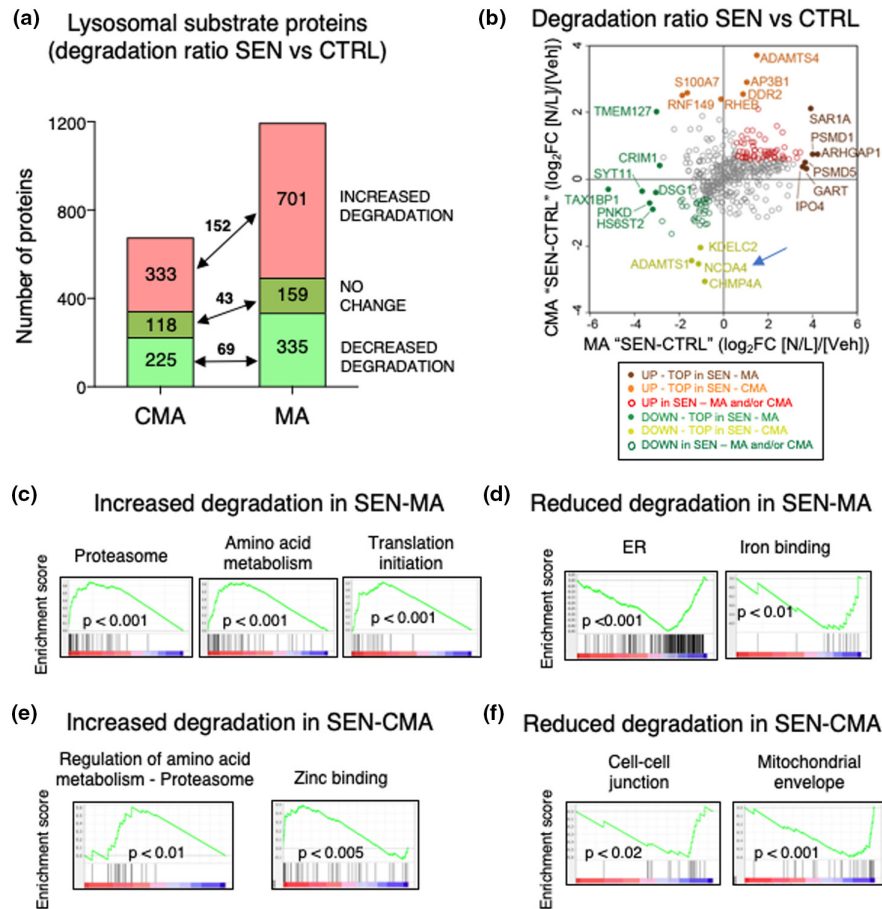 (a)
Lysosomal substrate proteins
(degradation ratio SEN vs CTRL)
Number of proteins
1200
800
400
0
333
118
225
152
43
69
701
159
335
INCREASED
DEGRADATION
NO
CHANGE
DECREASED
DEGRADATION
CMA
MA
(b)
Degradation ratio SEN vs CTRL
CMA "SEN-CTRL" (log2FC [N/L]/[Veh])
4
2
0
-2
-4
ADAMTS4
S100A7
AP3B1
DDR2
RNF149
RHEB
TMEM127
SAR1A
PSMD1
CRIM1
ARHGAP1
SYT11
PSMD5
DSG1
GART
TAX1BP1
PNKD
IPO4
HS6ST2
KDELC2
ADAMTS1
NCOA4
CHMP4A
-6
-4
-2
0
2
4
6
MA "SEN-CTRL" (log2FC [N/L]/[Veh])
UP - TOP in SEN - MA
UP - TOP in SEN - CMA
UP in SEN – MA and/or CMA
DOWN - TOP in SEN - MA
DOWN - TOP in SEN - CMA
DOWN in SEN – MA and/or CMA
(c)
Increased degradation in SEN-MA
Enrichment score
Proteasome
p < 0.001
Amino acid
metabolism
p < 0.001
Translation
initiation
p < 0.001
(d)
Reduced degradation in SEN-MA
Enrichment score
ER
p <0.001
Iron binding
p < 0.01
(e)
Increased degradation in SEN-CMA
Enrichment score
Regulation of amino acid
metabolism - Proteasome
p < 0.01
Zinc binding
p < 0.005
(f)
Reduced degradation in SEN-CMA
Enrichment score
Cell-cell
junction
p < 0.02
Mitochondrial
envelope
p < 0.001